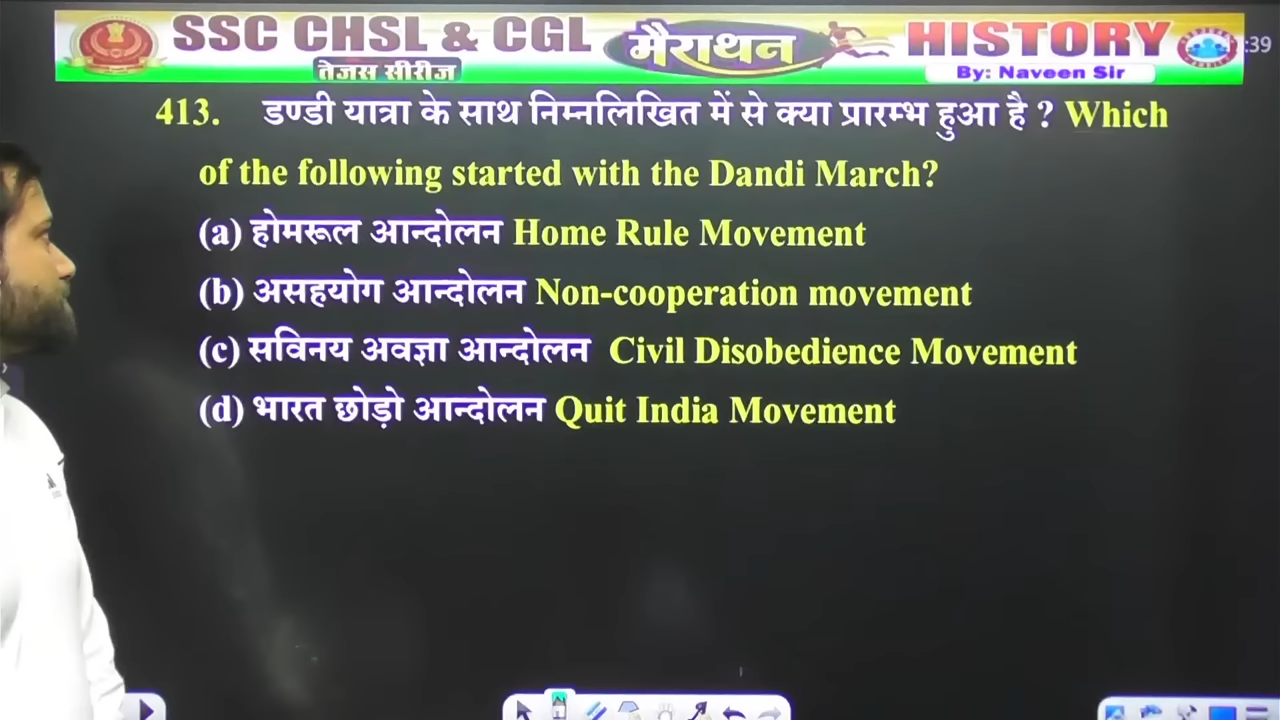 SSC CHSL & CGL मैराथन HISTORY :39
तेजस सीरीज By: Naveen Sir
413. डण्डी यात्रा के साथ निम्नलिखित में से क्या प्रारम्भ हुआ है ? Which
of the following started with the Dandi March?
(a) होमरूल आन्दोलन Home Rule Movement
(b) असहयोग आन्दोलन Non-cooperation movement
(c) सविनय अवज्ञा आन्दोलन Civil Disobedience Movement
(d) भारत छोड़ो आन्दोलन Quit India Movement